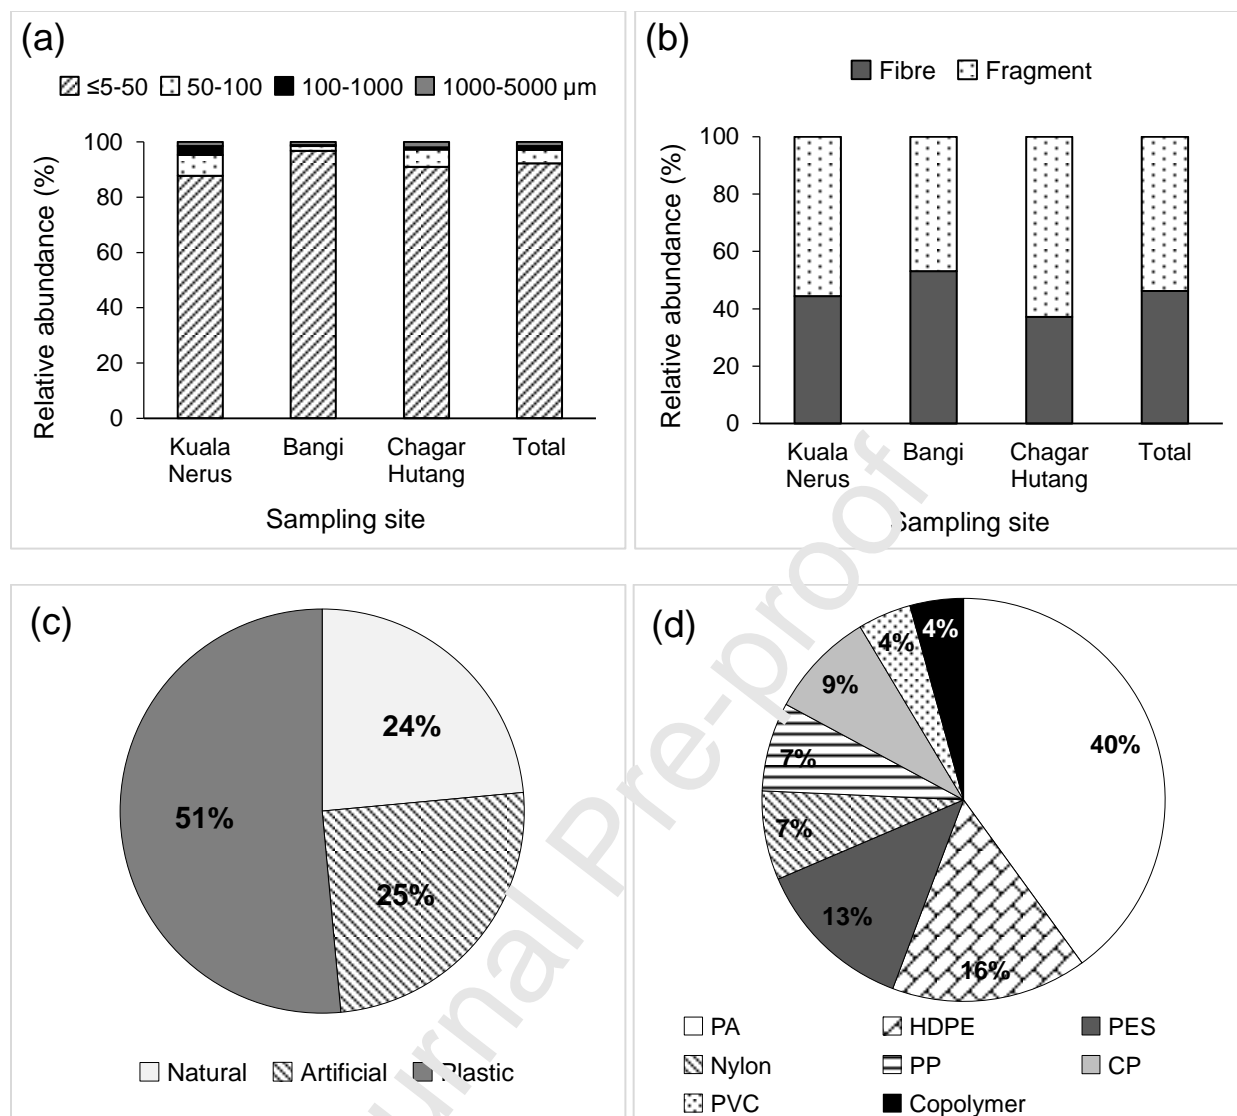 (a)
≤5-50 50-100 100-1000 1000-5000 µm
Relative abundance (%)
100
80
60
40
20
0
Kuala Nerus
Bangi
Chagar Hutang
Total
Sampling site
(b)
Fibre Fragment
Relative abundance (%)
100
80
60
40
20
0
Kuala Nerus
Bangi
Chagar Hutang
Total
Sampling site
(c)
24%
51%
25%
Natural Artificial Plastic
(d)
4%
4%
9%
40%
7%
7%
13%
16%
PA HDPE PES
Nylon PP CP
PVC Copolymer
Journal Pre-proof